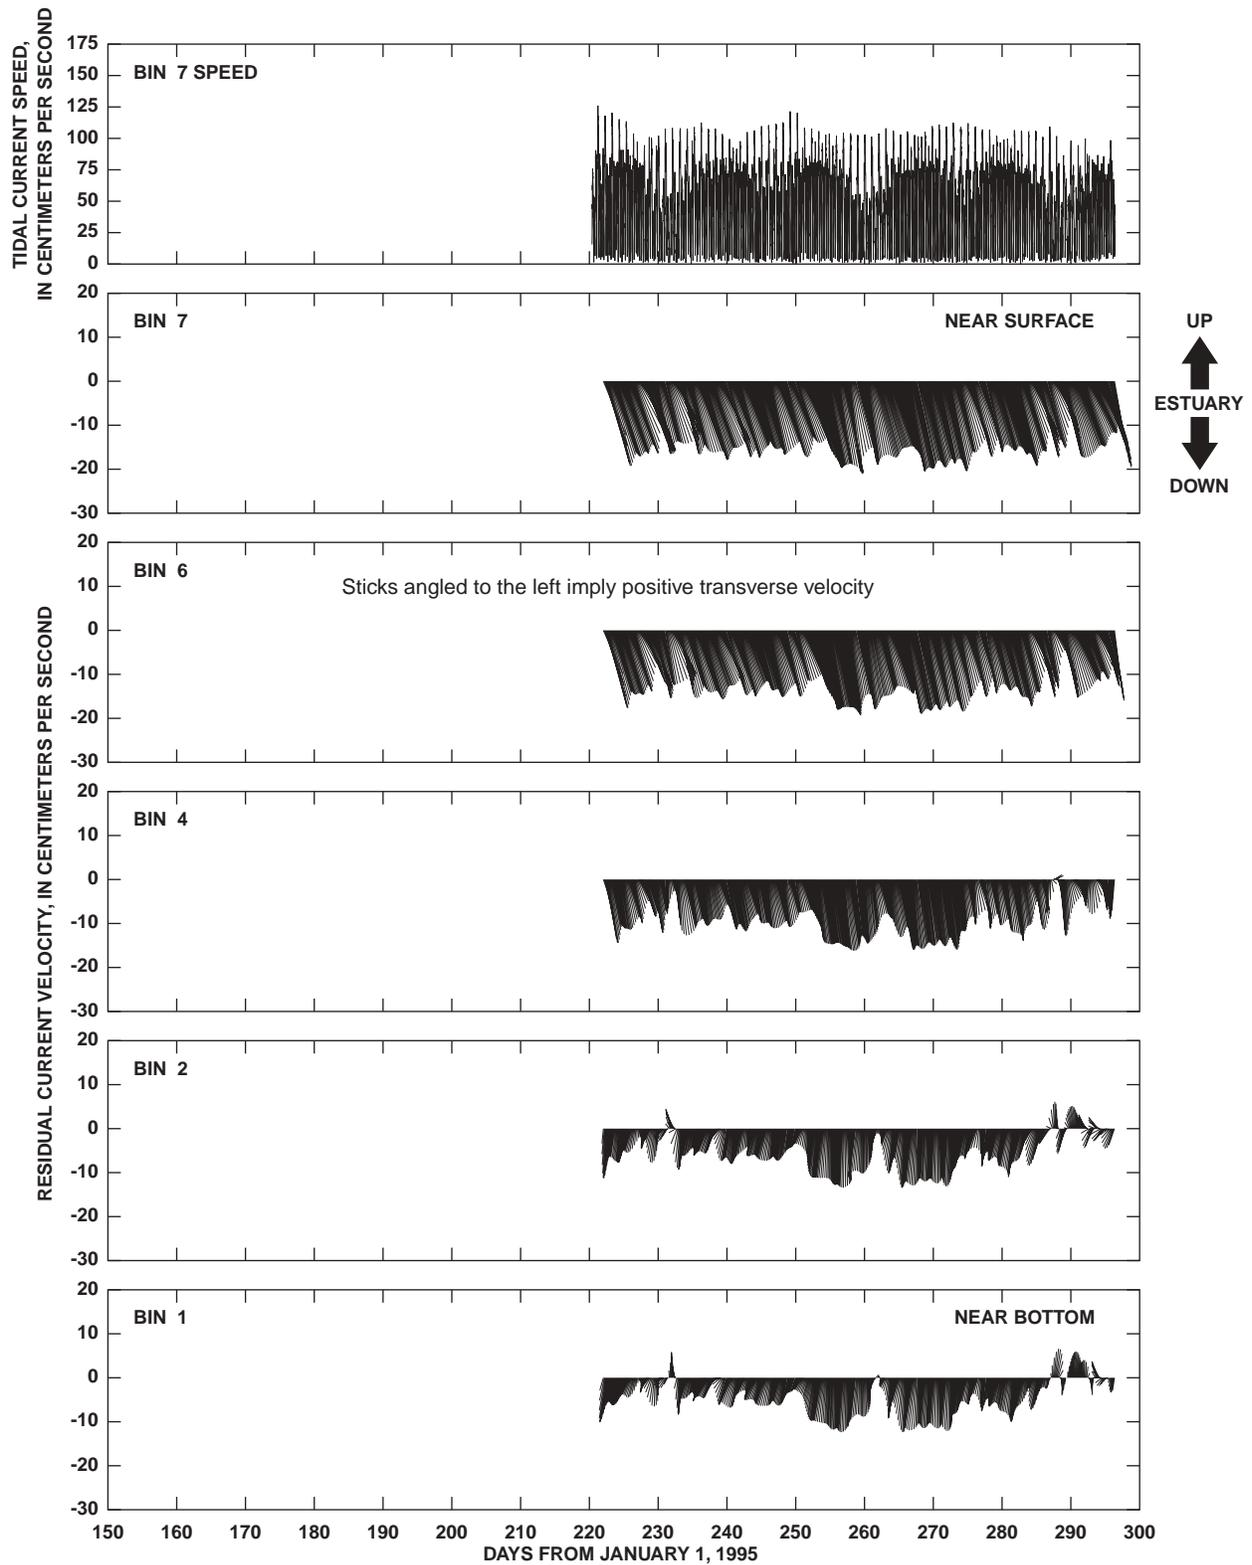 TIDAL CURRENT SPEED,
IN CENTIMETERS PER SECOND
175
150
125
100
75
50
25
0
BIN 7 SPEED
20
10
0
-10
-20
-30
BIN 7
NEAR SURFACE
UP
ESTUARY
DOWN
RESIDUAL CURRENT VELOCITY, IN CENTIMETERS PER SECOND
20
10
0
-10
-20
-30
BIN 6
Sticks angled to the left imply positive transverse velocity
20
10
0
-10
-20
-30
BIN 4
20
10
0
-10
-20
-30
BIN 2
20
10
0
-10
-20
-30
BIN 1
NEAR BOTTOM
150 160 170 180 190 200 210 220 230 240 250 260 270 280 290 300
DAYS FROM JANUARY 1, 1995